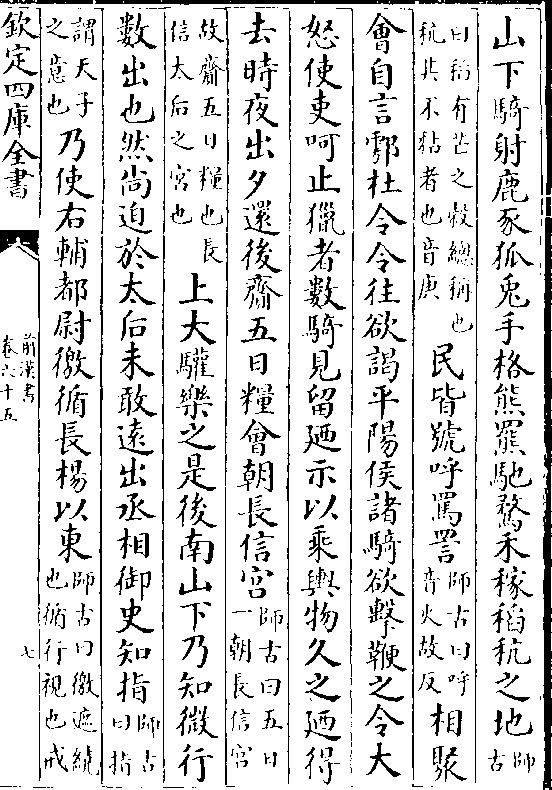 山下騎射鹿豕狐兎手格熊羆馳騖禾稼稻秔之地師古
曰稻有芒之穀總稱也秔其不黏者也音庚民皆號呼罵詈師古曰呼音火故反相聚
會自言鄠杜令令往欲謁平陽侯諸騎欲擊鞭之令大
怒使吏呵止獵者數騎見留廼示以乘輿物久之廼得
去時夜出夕還後齋五日糧會朝長信宮師古曰五日一朝長信宮
故齋五日糧也長信太后之宮也上大驩樂之是後南山下乃知微行
數出也然尚迫於太后未敢遠出丞相御史知指師古曰指
謂天子之意也乃使右輔都尉徼循長楊以東師古曰徼遮繞也循行視也戒
欽定四庫全書
前漢書
卷六十五
七